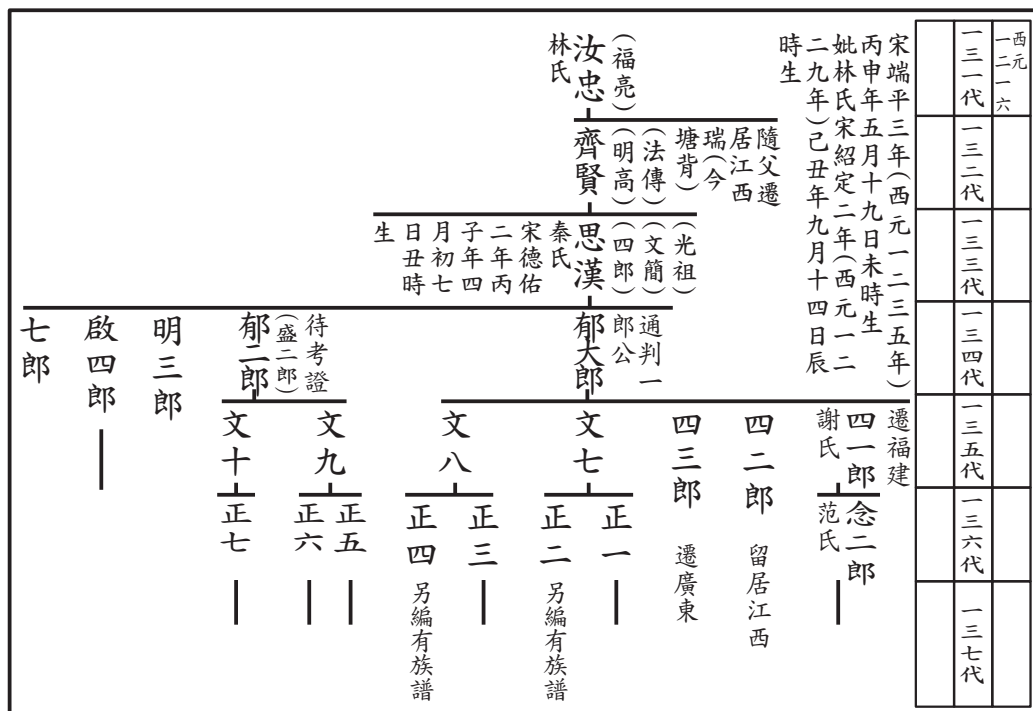 西元
一二一六
一三一代
一三二代
一三三代
一三四代
一三五代
一三六代
一三七代
宋端平三年(西元一二三五年)
丙申年五月十九日未時生
妣林氏宋紹定二年(西元一二
二九年)己丑年九月十四日辰
時生
(福亮)
汝忠
林氏
隨父遷
居江西
瑞(今
塘背)
(法傳)
(明高)
齊賢
(光祖)
(文簡)
(四郎)
思漢
秦氏
宋德佑
二年丙
子年四
月初七
日丑時
生
通判一
郎公
郁大郎
待考證
(盛二郎)
郁二郎
明三郎
啟四郎
七郎
遷福建
四一郎
謝氏
四二郎
留居江西
四三郎
遷廣東
文七
文八
文九
文十
念二郎
范氏
正一
正二
另編有族譜
正三
正四
另編有族譜
正五
正六
正七